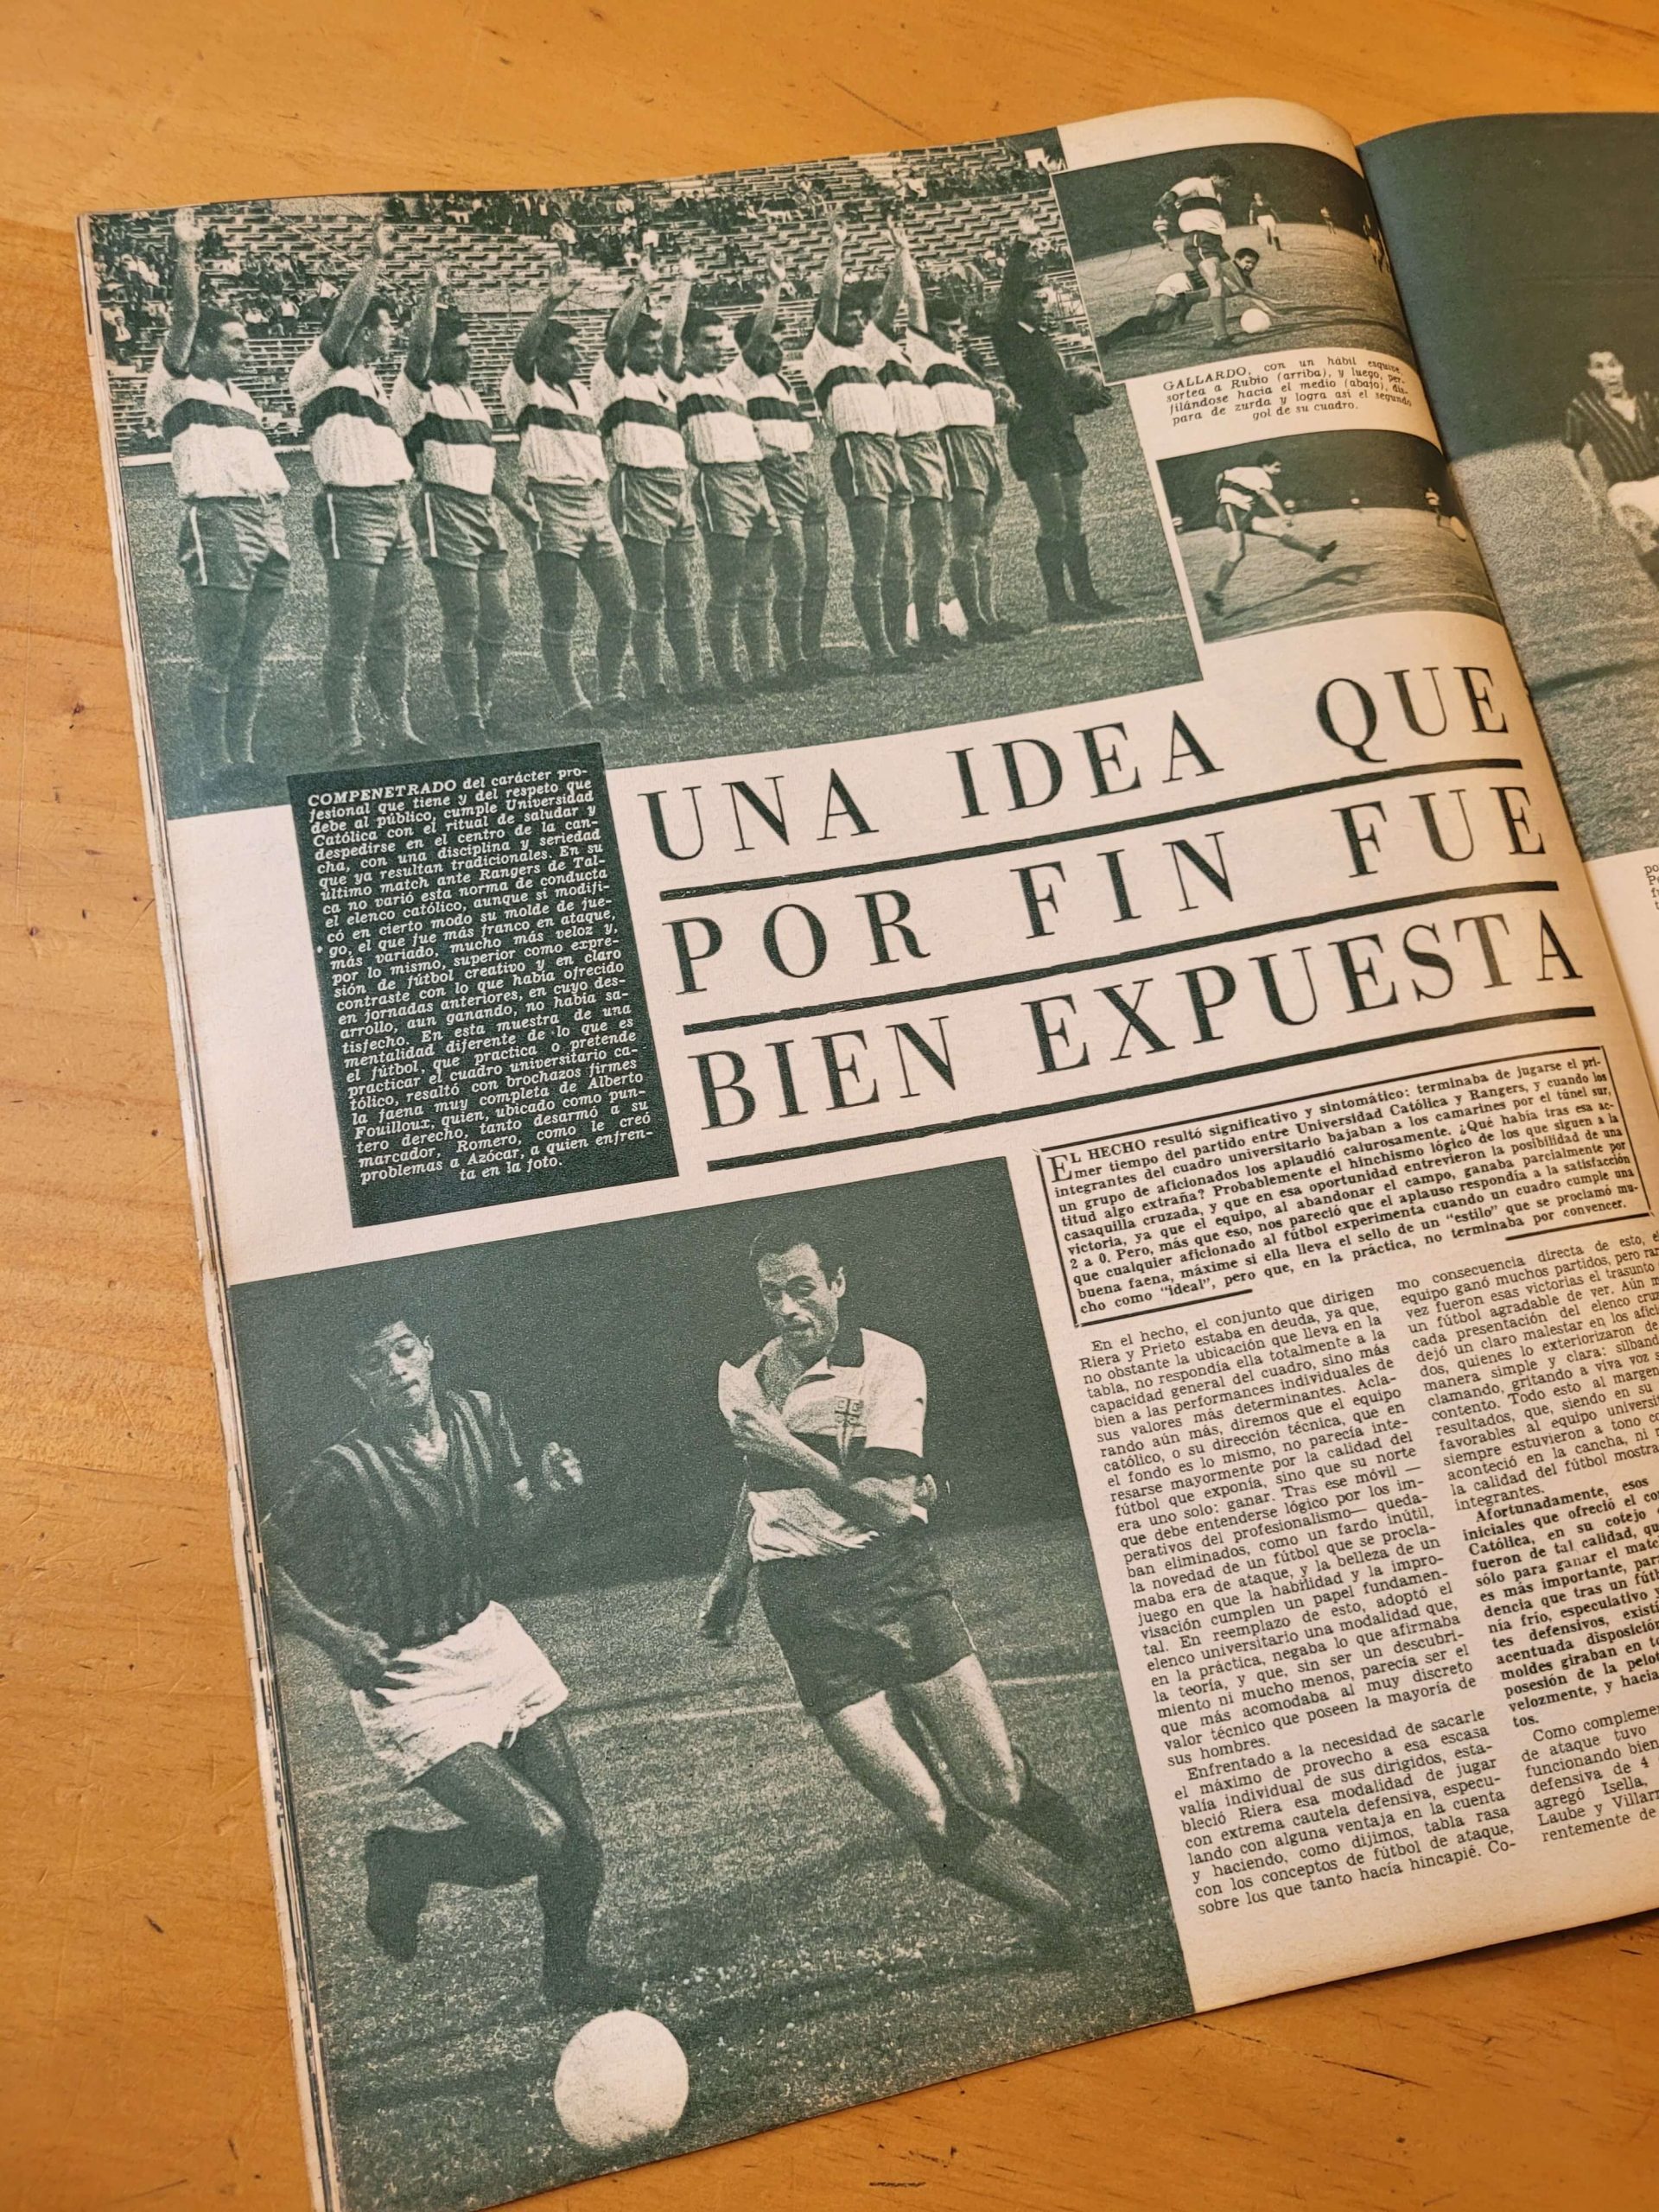 GALLARDO, con un hábil esquive,
sortea a Rubio (arriba), y luego, per-
filándose hacia el medio (abajo), dis-
para de zurda y logra así el segundo
gol de su cuadro.
UNA IDEA QUE
POR FIN FUE
BIEN EXPUESTA
COMPENETRADO del carácter pro-
fesional que tiene y del respeto que
debe al público, cumple Universidad
Católica con el ritual de saludar y
despedirse en el centro de la can-
cha, con una disciplina y seriedad
que ya resultan tradicionales. En su
último match ante Rangers de Tal-
ca no varió esta norma de conducta
el elenco católico, aunque sí modifi-
có en cierto modo su molde de jue-
go, el que fue más franco en ataque,
más variado, mucho más veloz y,
por lo mismo, superior como expre-
sión de fútbol creativo y en claro
contraste con lo que había ofrecido
en jornadas anteriores, en cuyo des-
arrollo, aun ganando, no había sa-
tisfecho. En esta muestra de una
mentalidad diferente de lo que es
el fútbol, que practica o pretende
practicar el cuadro universitario ca-
tólico, resaltó con brochazos firmes
la faena muy completa de Alberto
Fouilloux, quien, ubicado como pun-
tero derecho, tanto desarmó a su
marcador, Romero, como le creó
problemas a Azócar, a quien enfren-
ta en la foto.
EL HECHO resultó significativo y sintomático: terminaba de jugarse el pri-
mer tiempo del partido entre Universidad Católica y Rangers, y cuando los
integrantes del cuadro universitario bajaban a los camarines por el túnel sur,
un grupo de aficionados los aplaudió calurosamente. ¿Qué había tras esa ac-
titud algo extraña? Probablemente el hinchismo lógico de los que siguen a la
casaquilla cruzada, y que en esa oportunidad entrevieron la posibilidad de una
victoria, ya que el equipo, al abandonar el campo, ganaba parcialmente por
2 a 0. Pero, más que eso, nos pareció que el aplauso respondía a la satisfacción
que cualquier aficionado al fútbol experimenta cuando un cuadro cumple una
buena faena, máxime si ella lleva el sello de un "estilo" que se proclamó mu-
cho como "ideal", pero que, en la práctica, no terminaba por convencer.
En el hecho, el conjunto que dirigen
Riera y Prieto estaba en deuda, ya que,
no obstante la ubicación que lleva en la
tabla, no respondía ella totalmente a la
capacidad general del cuadro, sino más
bien a las performances individuales de
sus valores más determinantes. Acla-
rando aún más, diremos que el equipo
católico, o su dirección técnica, que en
el fondo es lo mismo, no parecía inte-
resarse mayormente por la calidad del
fútbol que exponía, sino que su norte
era uno solo: ganar. Tras ese móvil —
que debe entenderse lógico por los im-
perativos del profesionalismo— queda-
ban eliminados, como un fardo inútil,
la novedad de un fútbol que se procla-
maba era de ataque, y la belleza de un
juego en que la habilidad y la impro-
visación cumplen un papel fundamen-
tal. En reemplazo de esto, adoptó el
elenco universitario una modalidad que,
en la práctica, negaba lo que afirmaba
la teoría, y que, sin ser un descubri-
miento ni mucho menos, parecía ser el
que más acomodaba al muy discreto
valor técnico que poseen la mayoría de
sus hombres.
Enfrentado a la necesidad de sacarle
el máximo de provecho a esa escasa
valía individual de sus dirigidos, esta-
bleció Riera esa modalidad de jugar
con extrema cautela defensiva, especu-
lando con alguna ventaja en la cuenta
y haciendo, como dijimos, tabla rasa
con los conceptos de fútbol de ataque,
sobre los que tanto hacía hincapié. Co-
mo consecuencia directa de esto, el
equipo ganó muchos partidos, pero
vez fueron esas victorias el trasunto
un fútbol agradable de ver. Aún
cada presentación del elenco
dejó un claro malestar en los
dos, quienes lo exteriorizaron de
manera simple y clara:
clamando, gritando a viva voz
contento. Todo esto al margen
resultados, que, siendo en su
favorables al equipo
siempre estuvieron a tono
aconteció en la cancha, ni
la calidad del fútbol
integrantes.
Afortunadamente, esos
iniciales que ofreció el
Católica, en su cotejo
fueron de tal calidad,
sólo para ganar el
es más importante,
dencia que tras un
nía frío, especulativo
tes defensivos,
acentuada disposición
moldes giraban en
posesión de la
velozmente, y
tos.
Como
de ataque tuvo
funcionando bien
defensiva de 4
agregó Isella,
Laube y
rentemente de